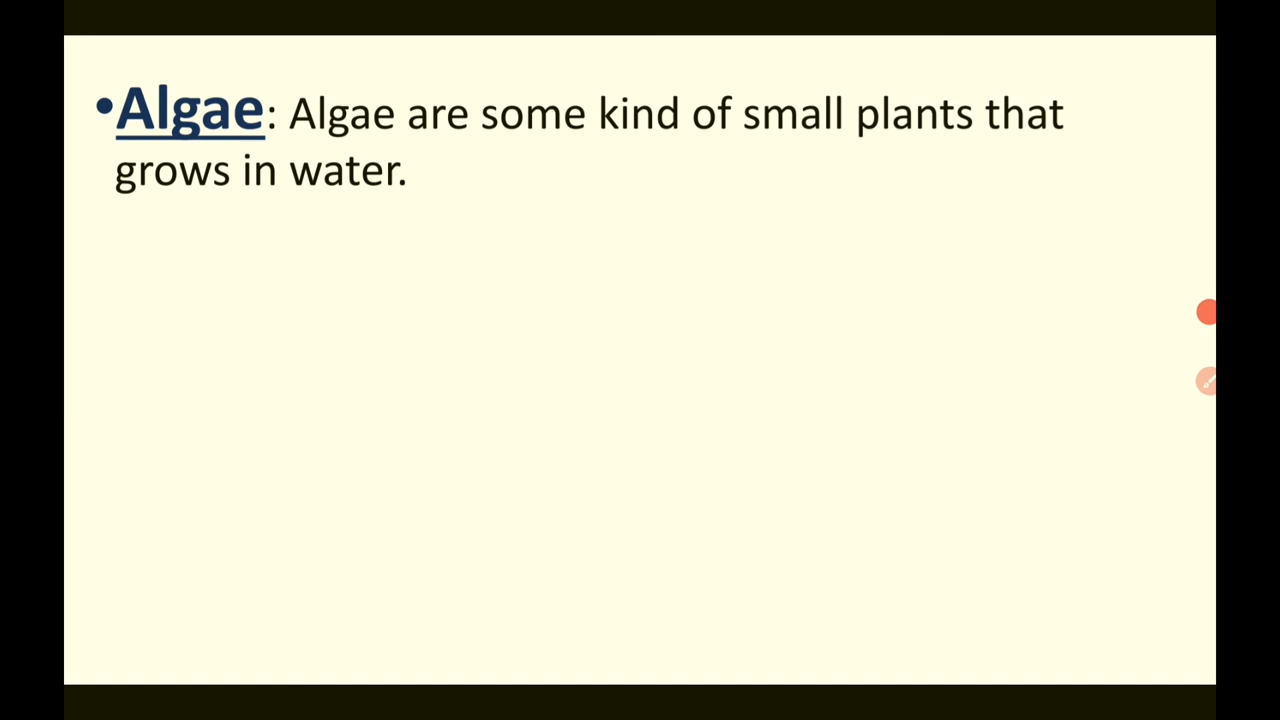 •Algae: Algae are some kind of small plants that
grows in water.